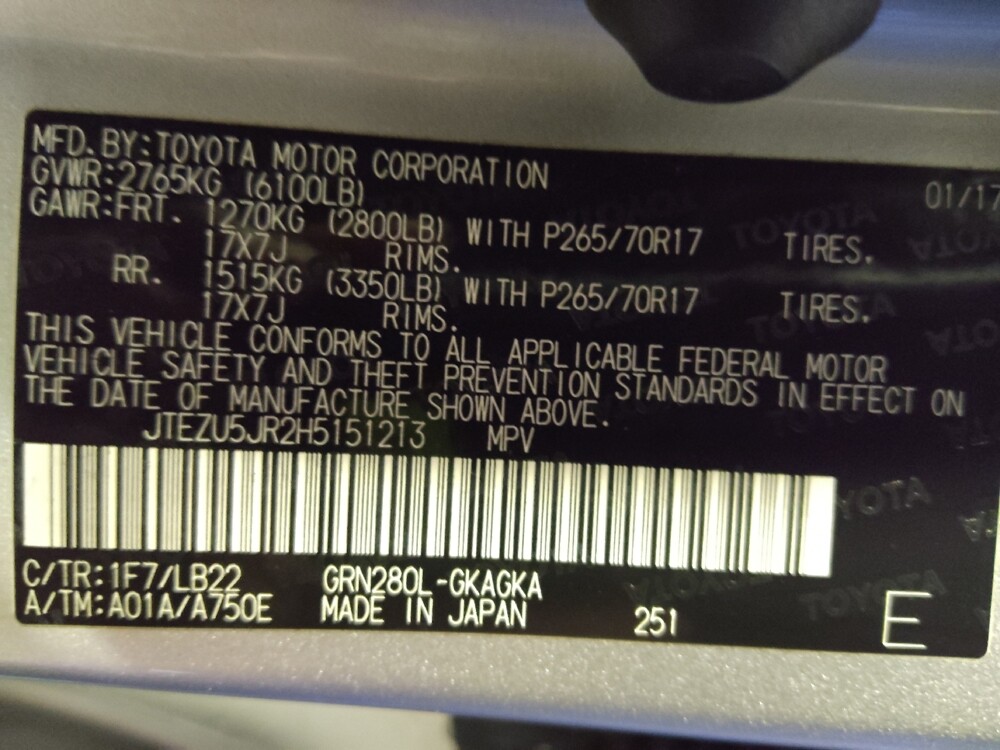 MFD. BY: TOYOTA MOTOR CORPORATION 01/17
GVWR: 2765KG (6100LB)
GAWR: FRT. 1270KG (2800LB) WITH P265/70R17 TIRES.
17X7J RIMS.
RR. 1515KG (3350LB) WITH P265/70R17 TIRES.
17X7J RIMS.
THIS VEHICLE CONFORMS TO ALL APPLICABLE FEDERAL MOTOR
VEHICLE SAFETY AND THEFT PREVENTION STANDARDS IN EFFECT ON
THE DATE OF MANUFACTURE SHOWN ABOVE.
JTEZU5JR2H5151213 MPV
C/TR: 1F7/LB22 GRN280L-GKAGKA
A/TM: A01A/A750E MADE IN JAPAN 251 E